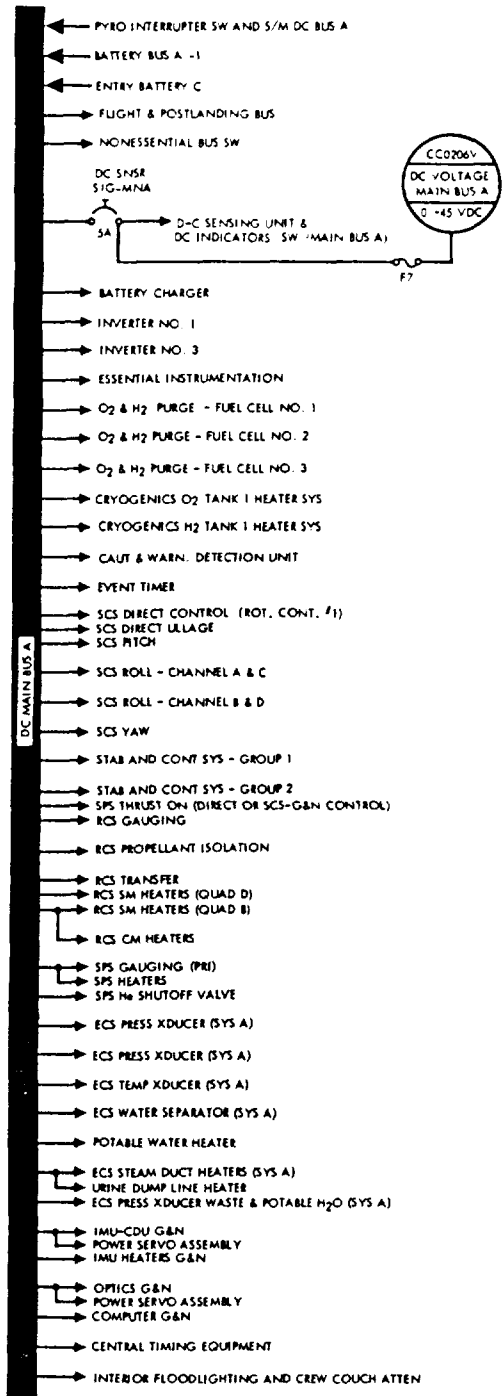 PYRO INTERRUPTER SW AND S/M DC BUS A
BATTERY BUS A -1
ENTRY BATTERY C
FLIGHT & POSTLANDING BUS
NONESSENTIAL BUS SW
DC SNSR
SIG-MNA
5A
D-C SENSING UNIT &
DC INDICATORS SW (MAIN BUS A)
CC0206V
DC VOLTAGE
MAIN BUS A
0 -45 VDC
F7
BATTERY CHARGER
INVERTER NO. 1
INVERTER NO. 3
ESSENTIAL INSTRUMENTATION
O2 & H2 PURGE - FUEL CELL NO. 1
O2 & H2 PURGE - FUEL CELL NO. 2
O2 & H2 PURGE - FUEL CELL NO. 3
CRYOGENICS O2 TANK 1 HEATER SYS
CRYOGENICS H2 TANK 1 HEATER SYS
CAUT & WARN. DETECTION UNIT
EVENT TIMER
SCS DIRECT CONTROL (ROT. CONT. #1)
SCS DIRECT ULLAGE
SCS PITCH
DC MAIN BUS A
SCS ROLL - CHANNEL A & C
SCS ROLL - CHANNEL B & D
SCS YAW
STAB AND CONT SYS - GROUP 1
STAB AND CONT SYS - GROUP 2
SPS THRUST ON (DIRECT OR SCS-G&N CONTROL)
RCS GAUGING
RCS PROPELLANT ISOLATION
RCS TRANSFER
RCS SM HEATERS (QUAD D)
RCS SM HEATERS (QUAD B)
RCS CM HEATERS
SPS GAUGING (PRI)
SPS HEATERS
SPS He SHUTOFF VALVE
ECS PRESS XDUCER (SYS A)
ECS PRESS XDUCER (SYS A)
ECS TEMP XDUCER (SYS A)
ECS WATER SEPARATOR (SYS A)
POTABLE WATER HEATER
ECS STEAM DUCT HEATERS (SYS A)
URINE DUMP LINE HEATER
ECS PRESS XDUCER WASTE & POTABLE H2O (SYS A)
IMU-CDU G&N
POWER SERVO ASSEMBLY
IMU HEATERS G&N
OPTICS G&N
POWER SERVO ASSEMBLY
COMPUTER G&N
CENTRAL TIMING EQUIPMENT
INTERIOR FLOODLIGHTING AND CREW COUCH ATTEN